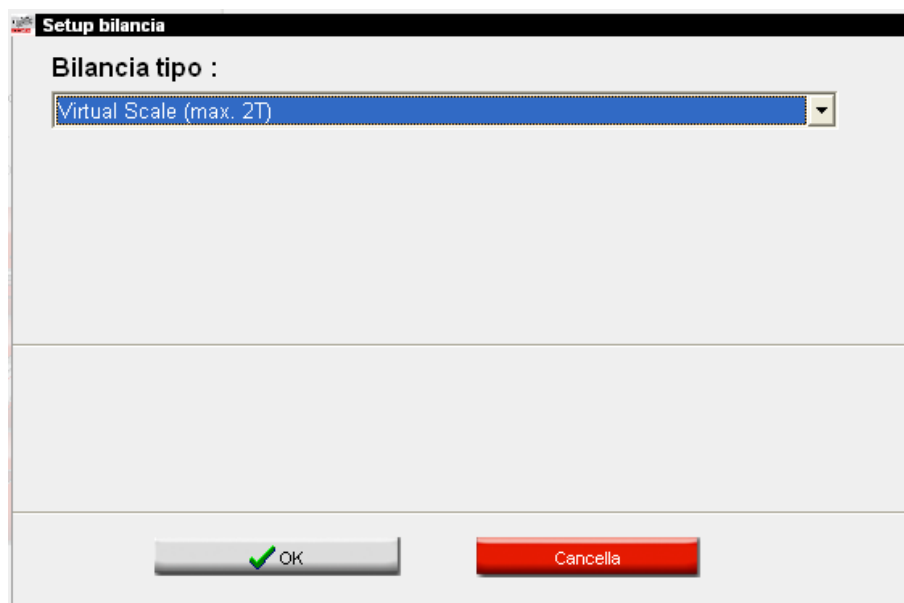 Setup bilancia
Bilancia tipo :
Virtual Scale (max. 2T)
OK
Cancella